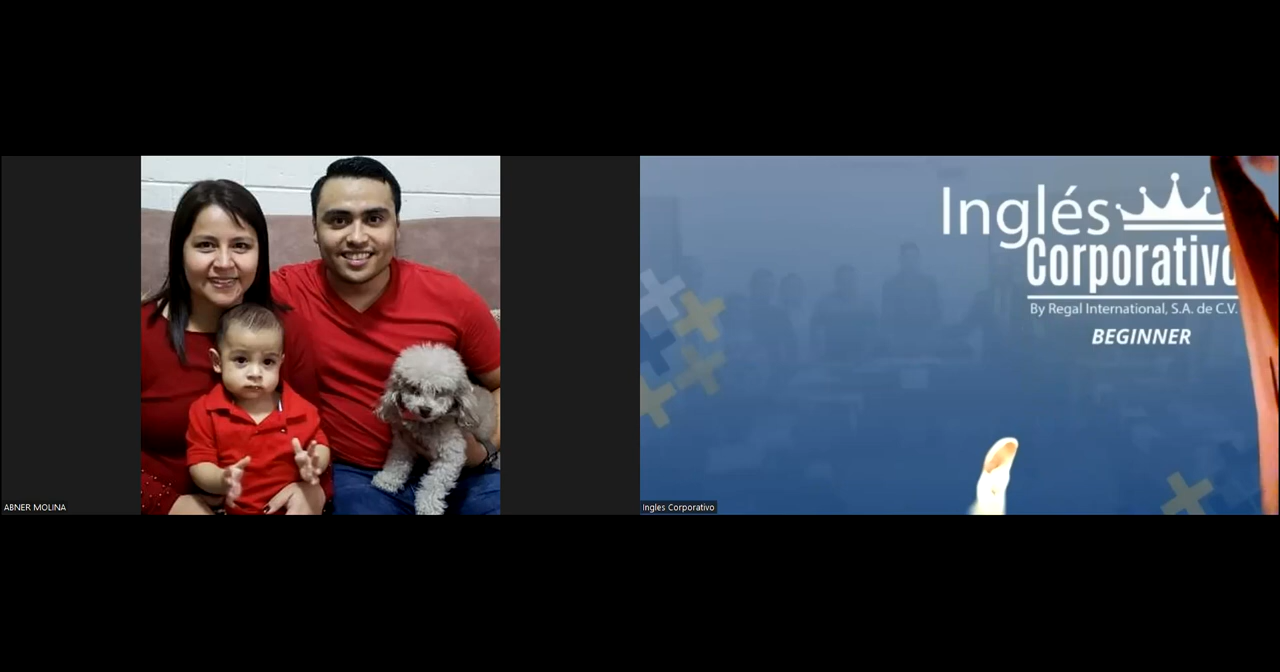 Inglés
Corporativo
By Regal International, S.A. de C.V.
BEGINNER
ABNER MOLINA
Ingles Corporativo